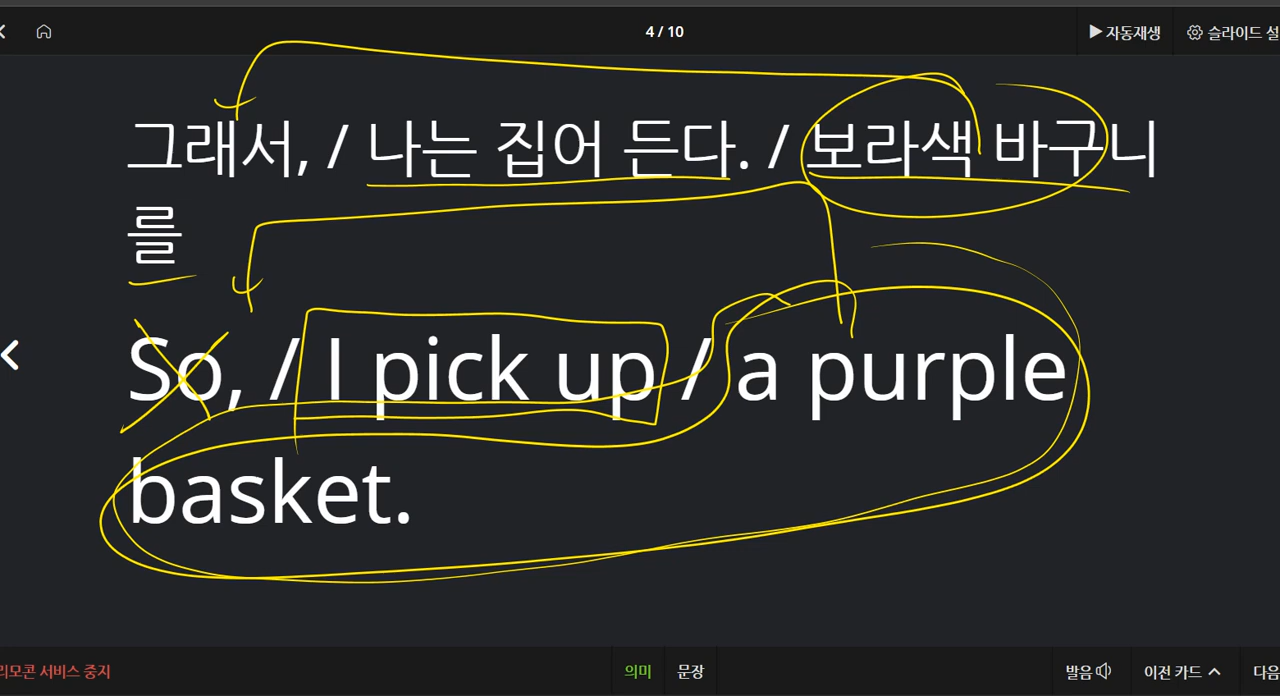 4 / 10
▶ 자동재생
슬라이드 설
그래서, / 나는 집어 든다. / 보라색 바구니
를
So, / I pick up / a purple
basket.
리모콘 서비스 중지
의미
문장
발음
이전 카드
다음